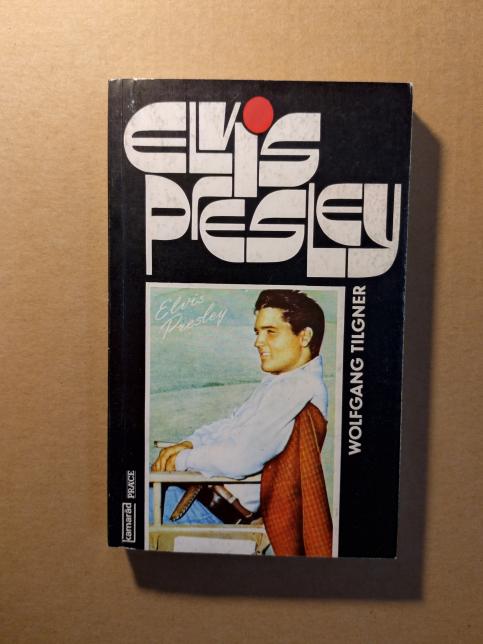 ELViS
PRESLEY
Elvis
Presley
WOLFGANG TILGNER
kamarád PRÁCE